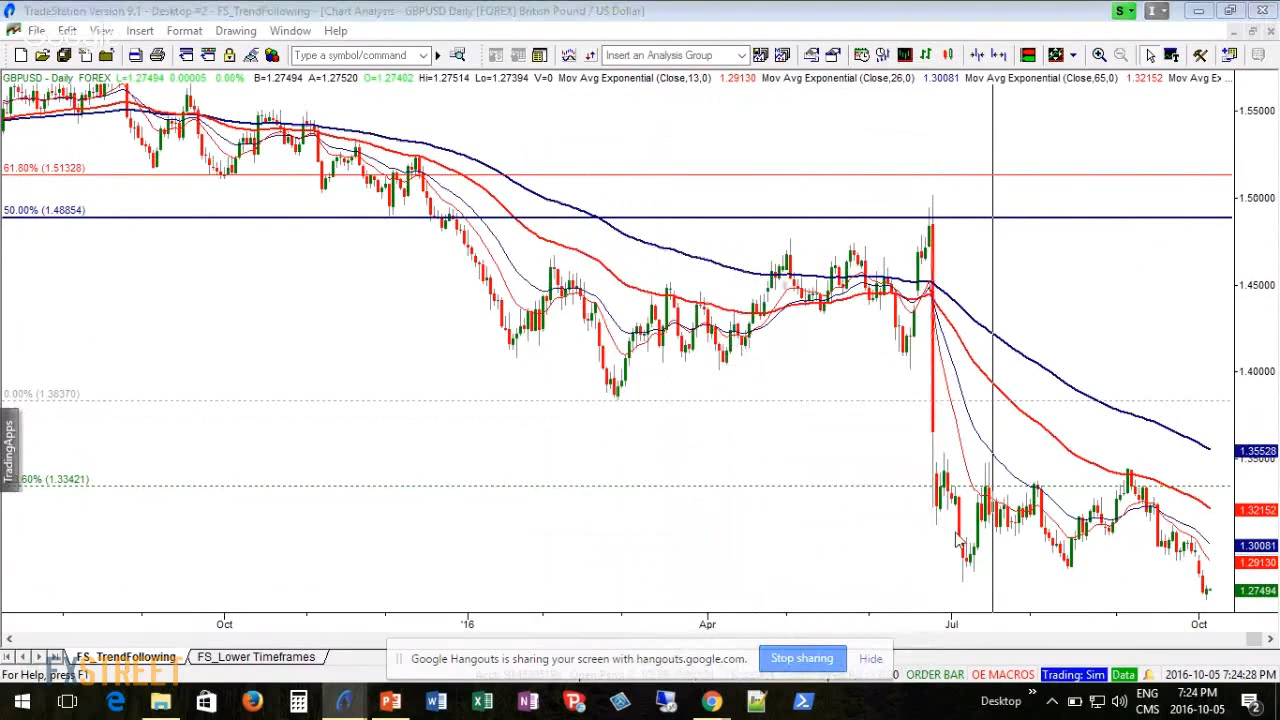 TradeStation Version 9.1 - Desktop #2 - FS_TrendFollowing - [Chart Analysis - GBPUSD Daily [FOREX] British Pound / US Dollar]
S
I
File Edit View Insert Format Drawing Window Help
Type a symbol/command
Insert an Analysis Group
GBPUSD - Daily FOREX L=1.27494 0.00005 0.00% B=1.27494 A=1.27520 O=1.27402 Hi=1.27514 Lo=1.27394 V=0 Mov Avg Exponential (Close,13,0) 1.29130 Mov Avg Exponential (Close,26,0) 1.30081 Mov Avg Exponential (Close,65,0) 1.32152 Mov Avg Ex ...
1.55000
61.80% (1.51328)
1.50000
50.00% (1.48854)
1.45000
1.40000
0.00% (1.38370)
TradingApps
1.35528
1.35000
.60% (1.33421)
1.32152
1.30081
1.29130
1.27494
Oct '16 Apr Jul Oct
FS_TrendFollowing FS_Lower Timeframes
Google Hangouts is sharing your screen with hangouts.google.com. Stop sharing Hide
FXSTREET
For Help, press F1
ORDER BAR OE MACROS Trading: Sim Data 2016-10-05 7:24:28 PM
Desktop
ENG
CMS
7:24 PM
2016-10-05
2